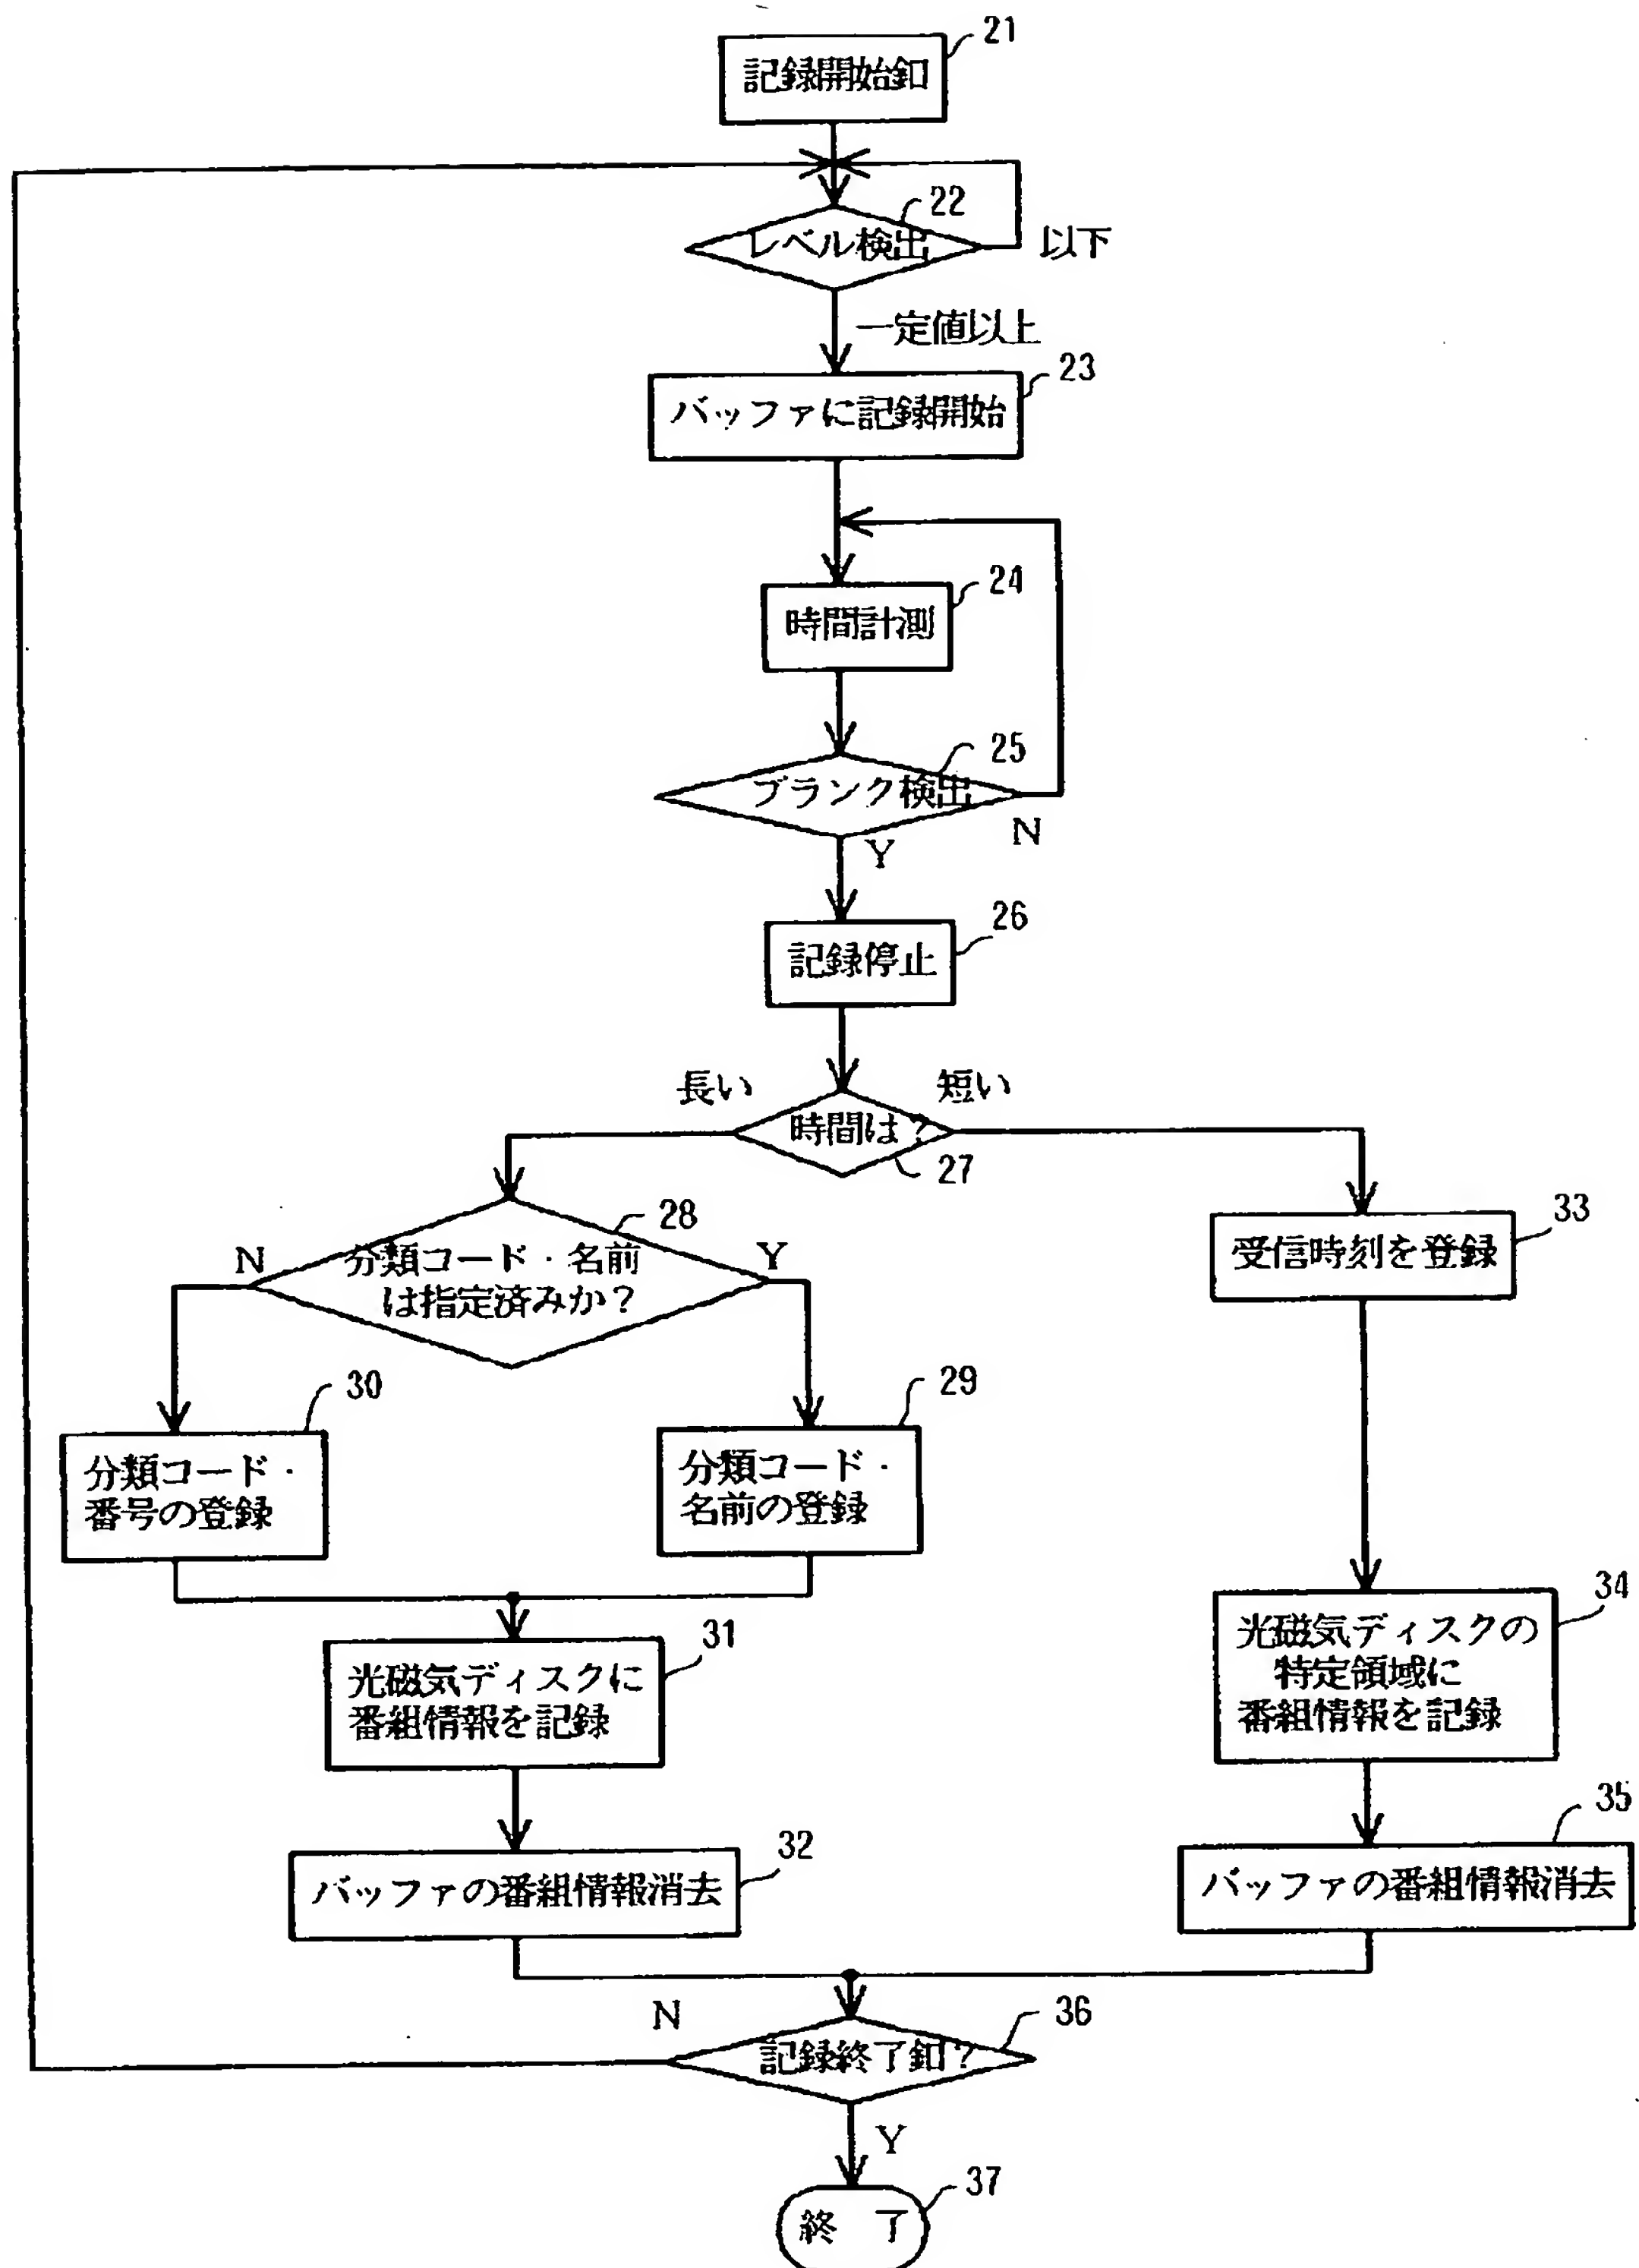 21
記録開始釦
22
レベル検出
以下
一定値以上
23
バッファに記録開始
24
時間計測
25
ブランク検出
N
Y
26
記録停止
長い
短い
時間は?
27
28
33
N
分類コード・名前
は指定済みか?
Y
受信時刻を登録
30
29
分類コード・
番号の登録
分類コード・
名前の登録
31
34
光磁気ディスクに
番組情報を記録
光磁気ディスクの
特定領域に
番組情報を記録
32
35
バッファの番組情報消去
バッファの番組情報消去
N
36
記録終了釦?
Y
37
終 了